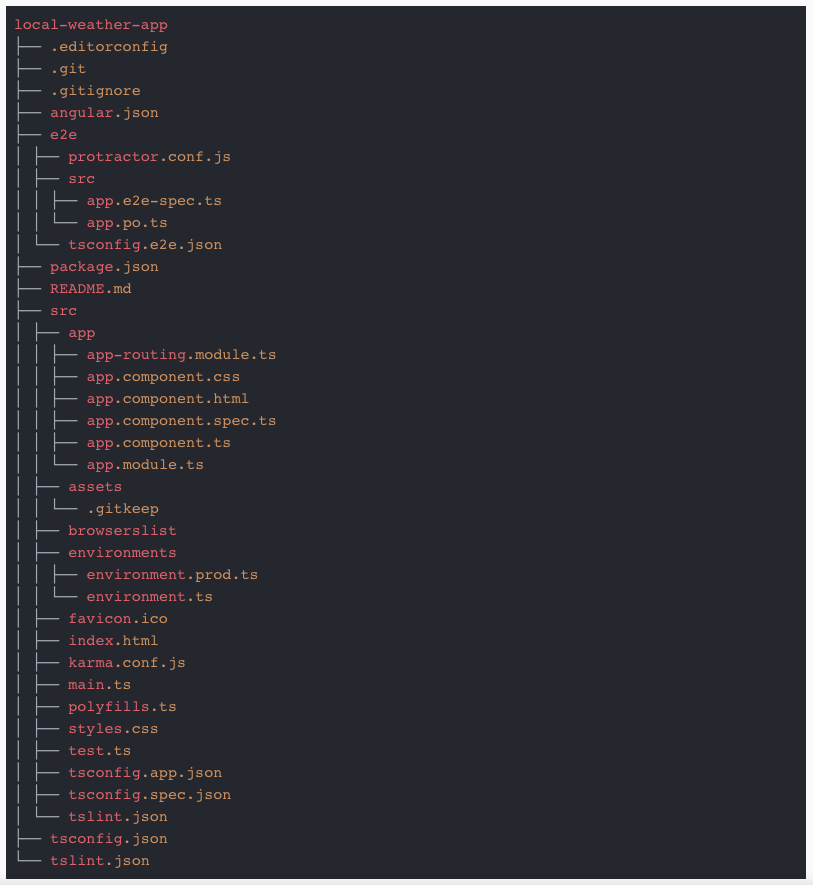 local-weather-app
├── .editorconfig
├── .git
├── .gitignore
├── angular.json
├── e2e
│ ├── protractor.conf.js
│ ├── src
│ │ ├── app.e2e-spec.ts
│ │ └── app.po.ts
│ └── tsconfig.e2e.json
├── package.json
├── README.md
├── src
│ ├── app
│ │ ├── app-routing.module.ts
│ │ ├── app.component.css
│ │ ├── app.component.html
│ │ ├── app.component.spec.ts
│ │ ├── app.component.ts
│ │ └── app.module.ts
│ ├── assets
│ │ └── .gitkeep
│ ├── browserslist
│ ├── environments
│ │ ├── environment.prod.ts
│ │ └── environment.ts
│ ├── favicon.ico
│ ├── index.html
│ ├── karma.conf.js
│ ├── main.ts
│ ├── polyfills.ts
│ ├── styles.css
│ ├── test.ts
│ ├── tsconfig.app.json
│ ├── tsconfig.spec.json
│ └── tslint.json
├── tsconfig.json
└── tslint.json